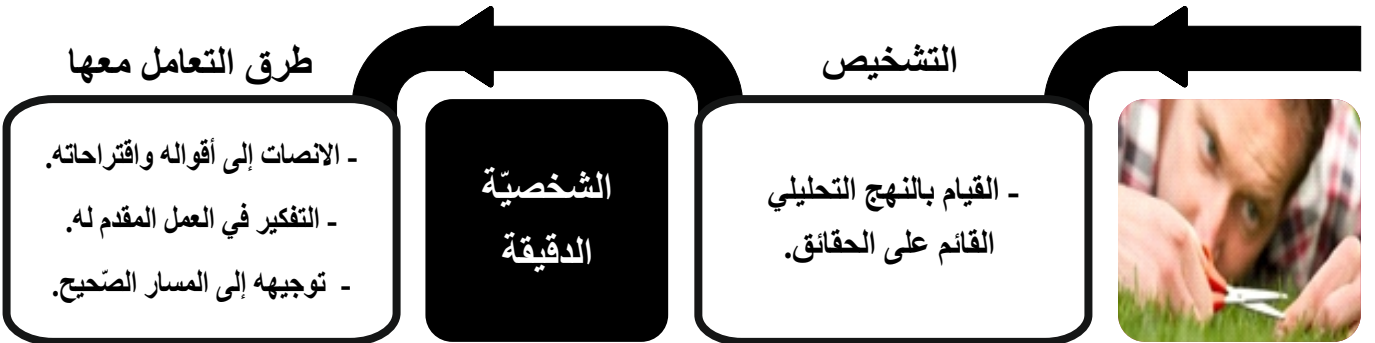 التشخيص
- القيام بالنهج التحليلي
القائم على الحقائق.
الشخصيّة
الدقيقة
طرق التعامل معها
- الانصات إلى أقواله واقتراحاته.
- التفكير في العمل المقدم له.
- توجيهه إلى المسار الصّحيح.